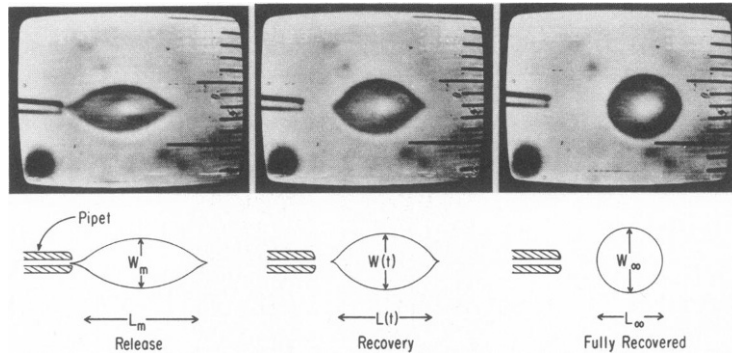 Pipet
W_m
W(t)
W_∞
L_m
L(t)
L_∞
Release
Recovery
Fully Recovered